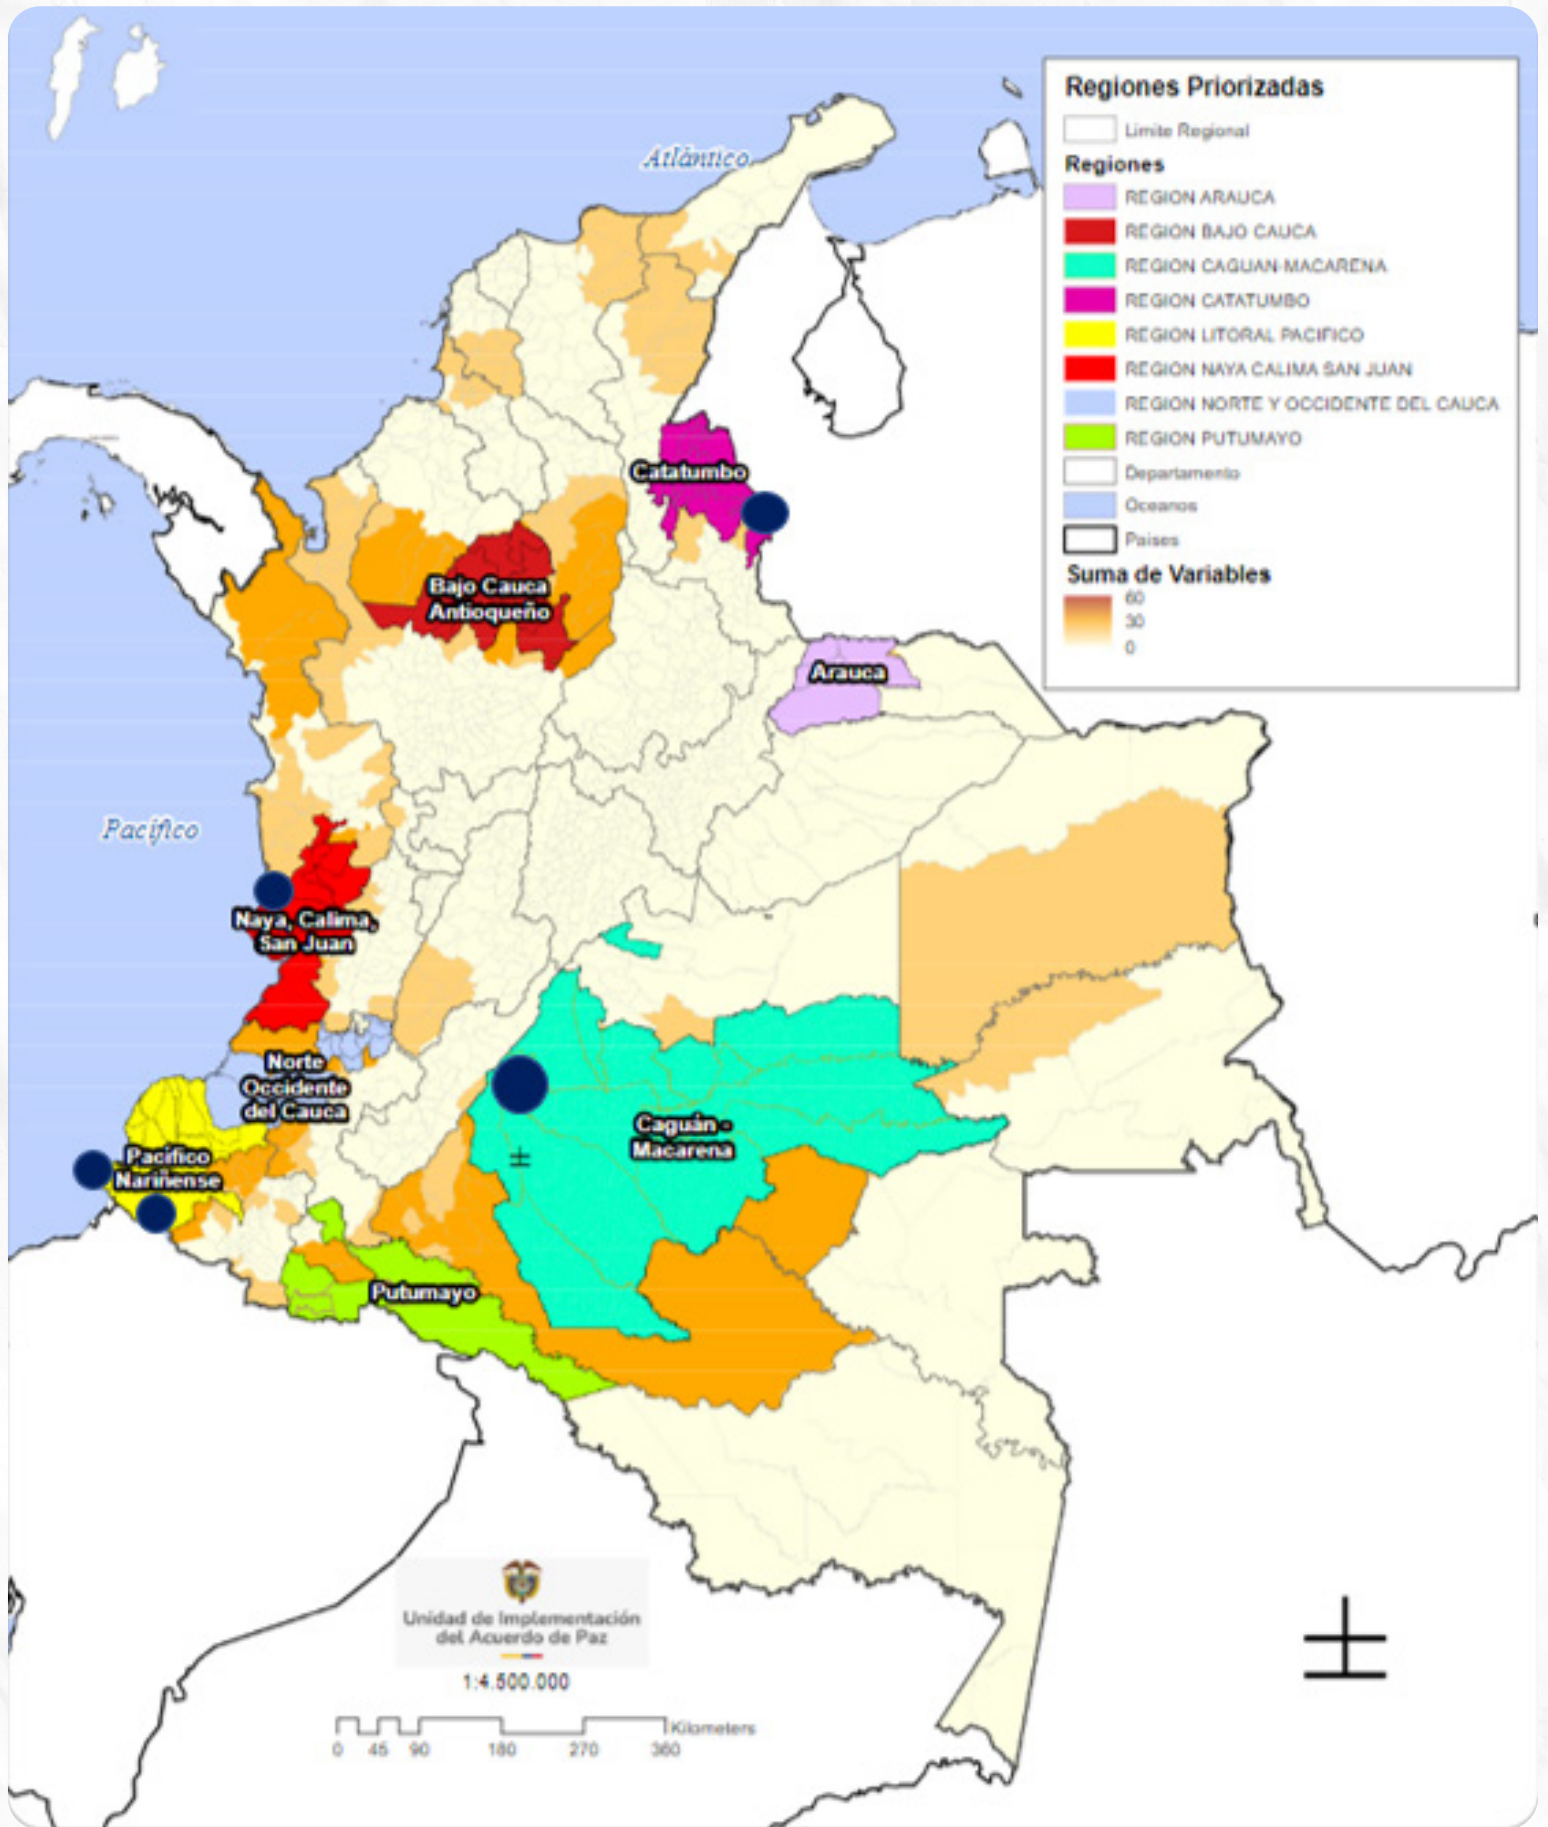 Regiones Priorizadas
Limite Regional
Regiones
REGION ARAUCA
REGION BAJO CAUCA
REGION CAGUAN-MACARENA
REGION CATATUMBO
REGION LITORAL PACIFICO
REGION NAYA CALIMA SAN JUAN
REGION NORTE Y OCCIDENTE DEL CAUCA
REGION PUTUMAYO
Departamento
Oceanos
Paises
Suma de Variables
60
30
0
Atlántico
Catatumbo
Bajo Cauca
Antioqueño
Arauca
Pacífico
Naya, Calima,
San Juan
Norte
Occidente
del Cauca
Caguán -
Macarena
Pacífico
Nariñense
Putumayo
Unidad de Implementación
del Acuerdo de Paz
1:4.500.000
Kilometers
0 45 90 180 270 360